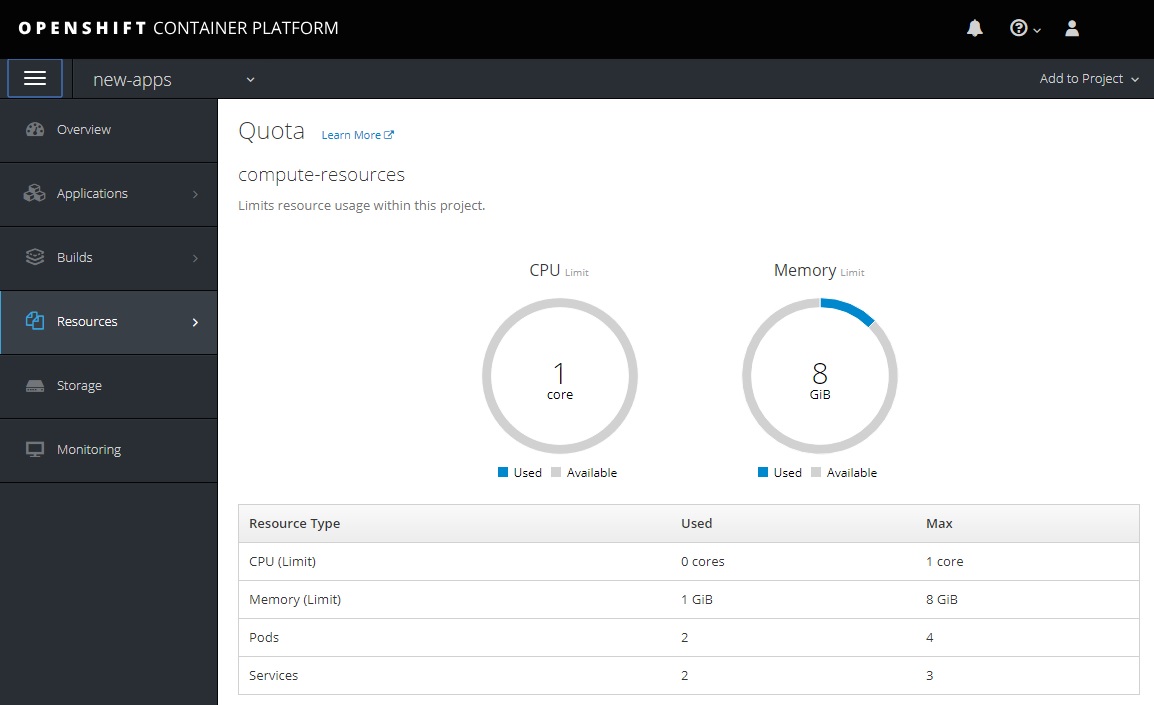 OPENSHIFT CONTAINER PLATFORM
new-apps
Add to Project
Overview
Applications
Builds
Resources
Storage
Monitoring
Quota Learn More
compute-resources
Limits resource usage within this project.
CPU Limit
Memory Limit
1
core
8
GiB
Used Available
Used Available
Resource Type Used Max
CPU (Limit) 0 cores 1 core
Memory (Limit) 1 GiB 8 GiB
Pods 2 4
Services 2 3